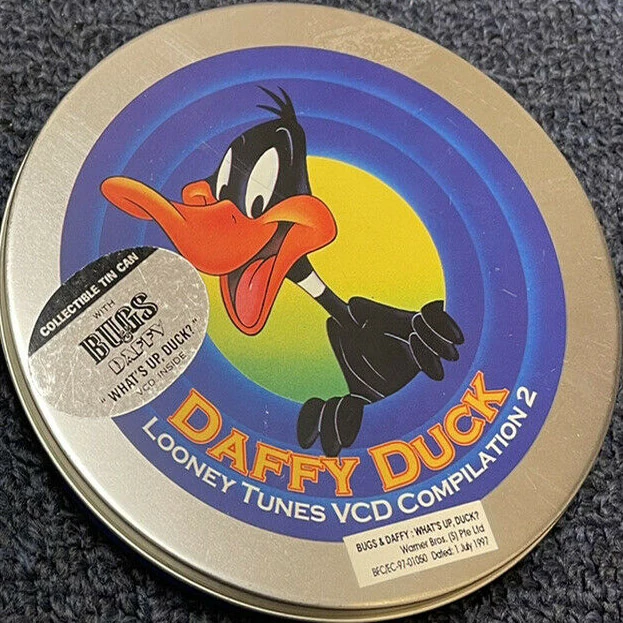 COLLECTIBLE TIN CAN
WITH
BUGS
&
DAFFY
"WHAT'S UP, DUCK?"
VCD INSIDE
DAFFY DUCK
LOONEY TUNES VCD COMPILATION 2
BUGS & DAFFY : WHAT'S UP, DUCK?
Warner Bros. (S) Pte Ltd
BFC/EC-97-01050 Dated: 1 July 1997